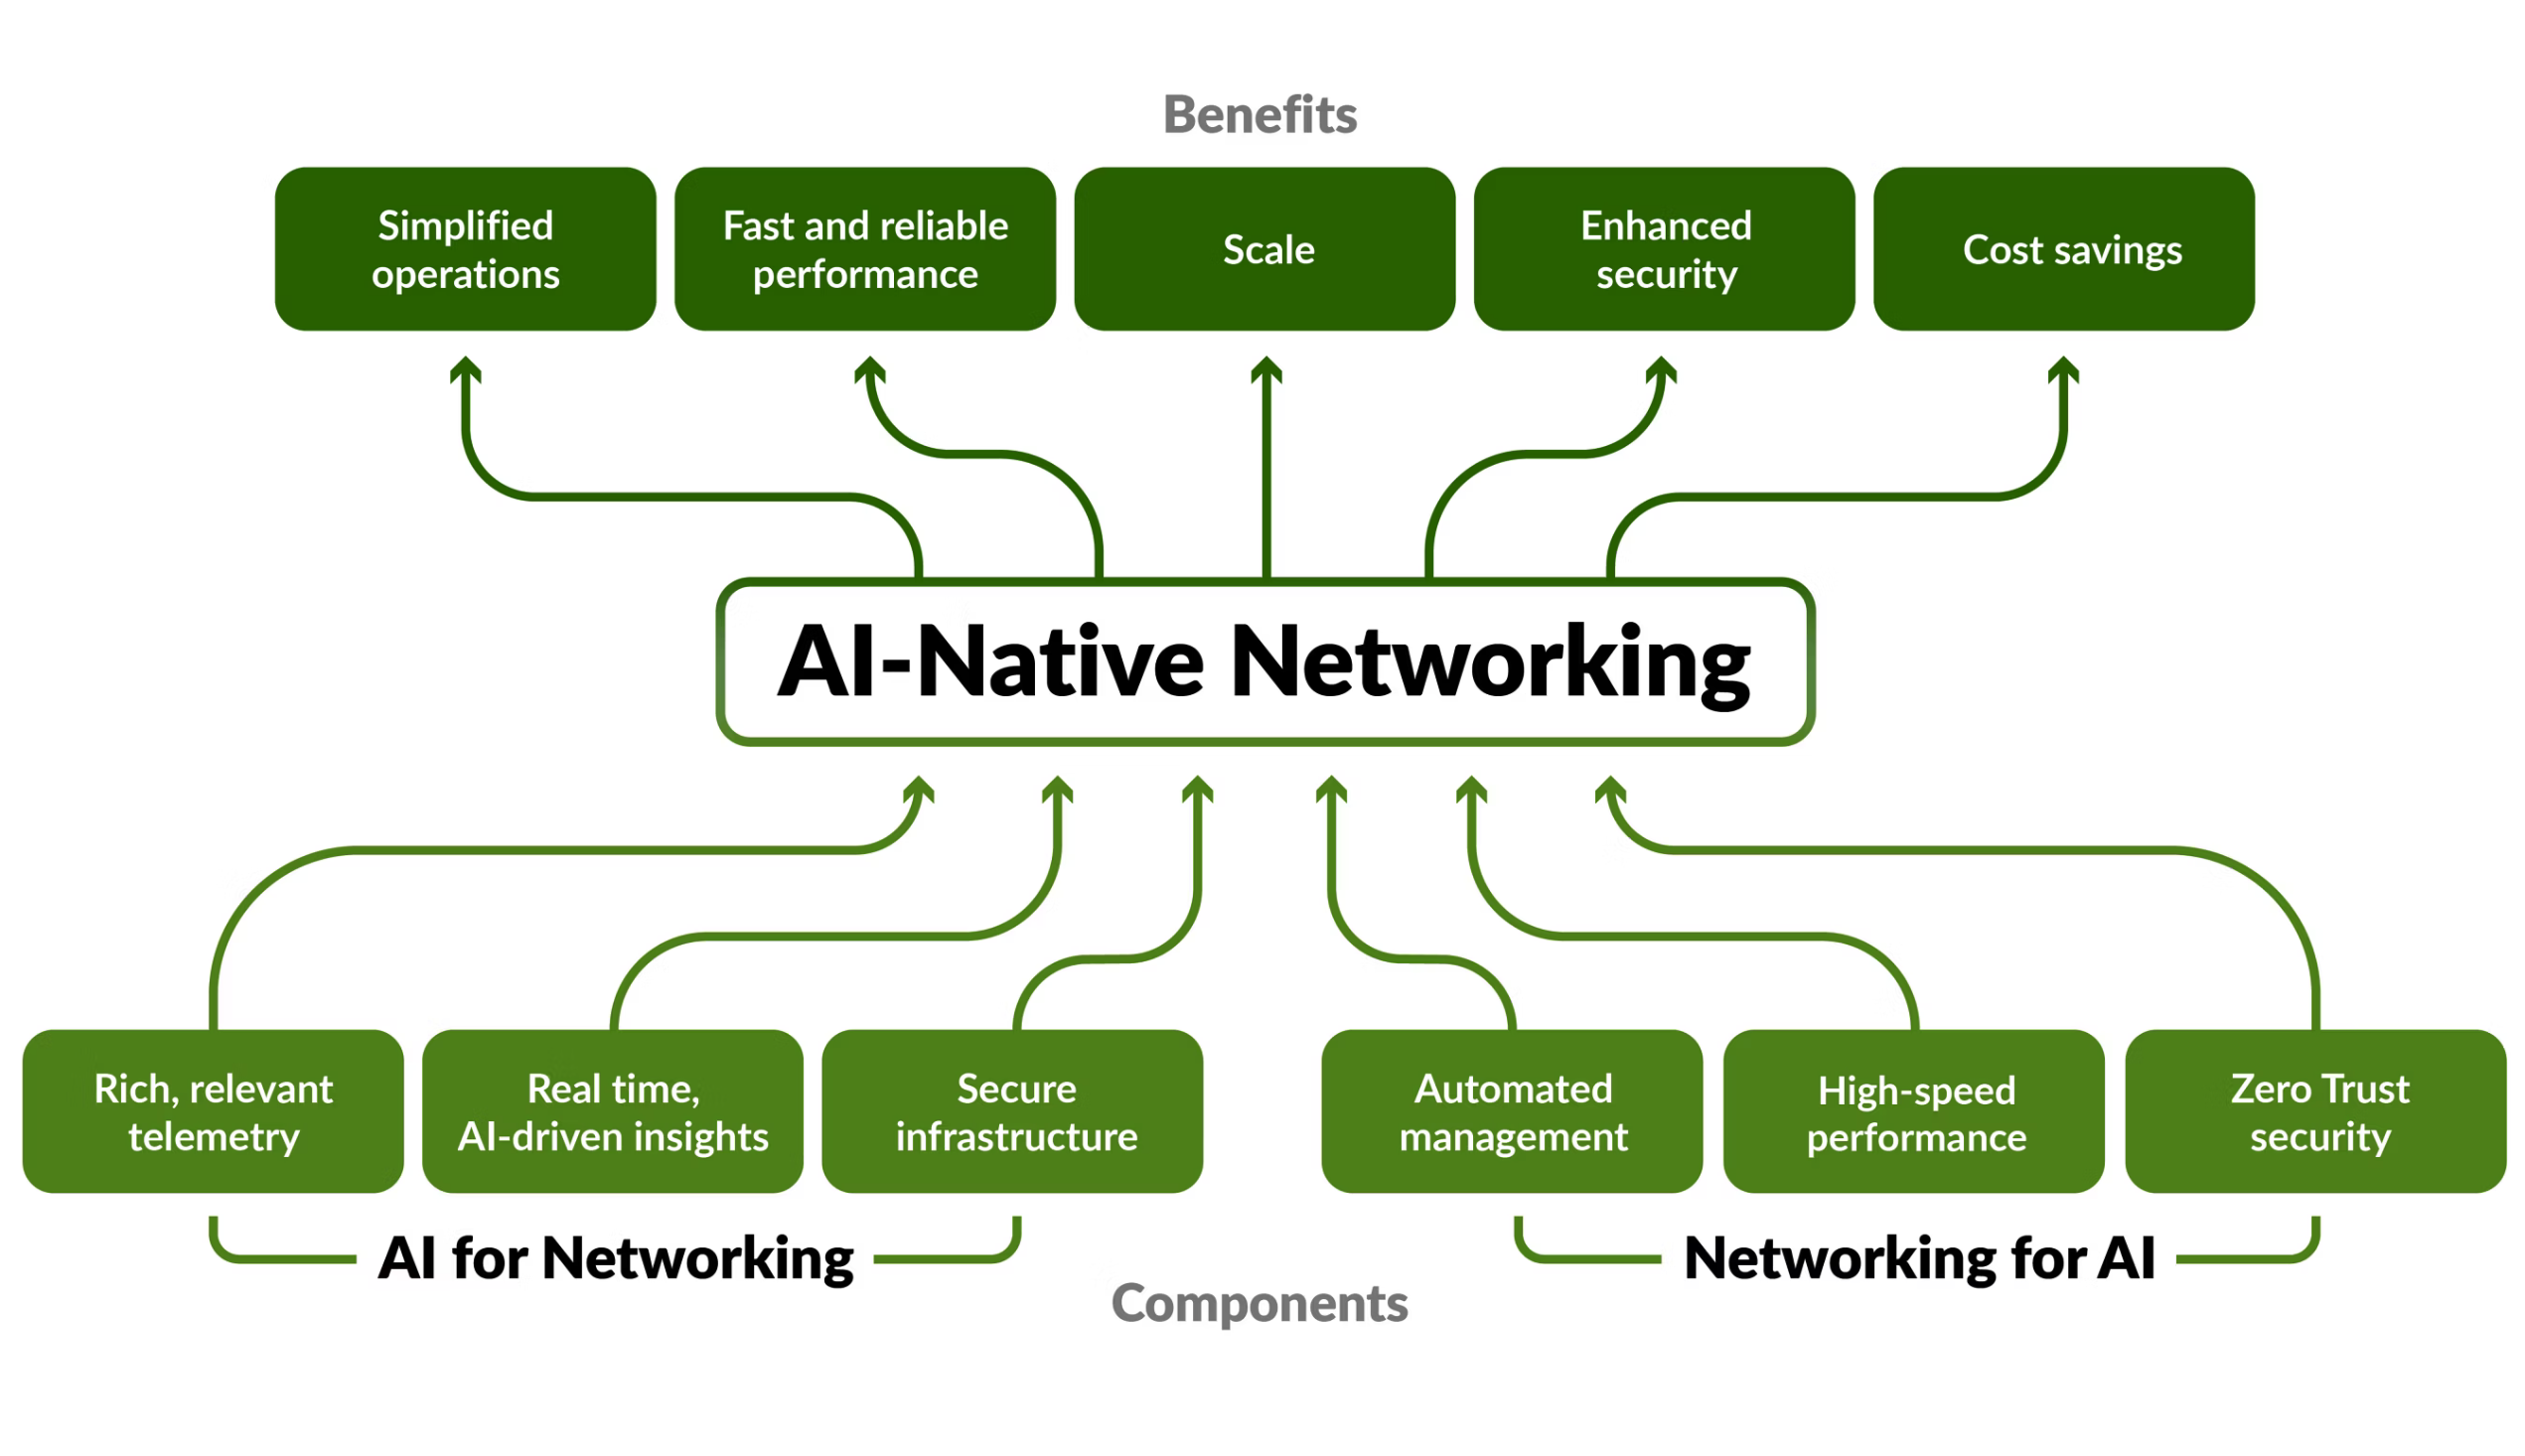 Benefits
Simplified
operations
Fast and reliable
performance
Scale
Enhanced
security
Cost savings
AI-Native Networking
Rich, relevant
telemetry
Real time,
AI-driven insights
Secure
infrastructure
Automated
management
High-speed
performance
Zero Trust
security
AI for Networking
Networking for AI
Components